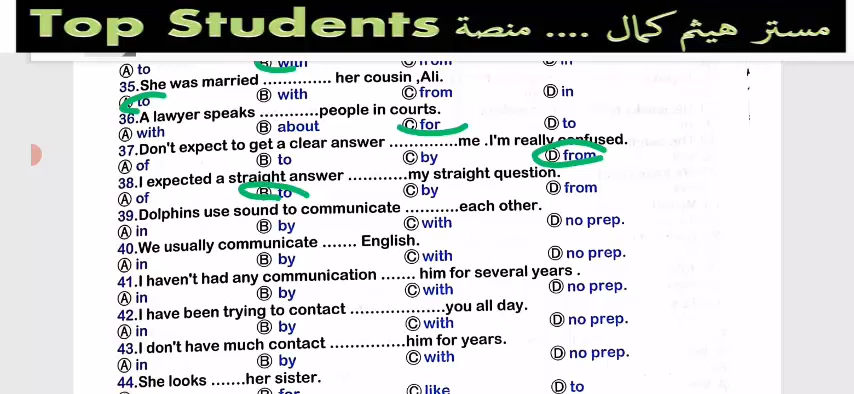 Top Students منصة .... مستر هيثم كمال
Ⓐ to Ⓑ with Ⓒ from Ⓓ in
35.She was married .............. her cousin ,Ali.
Ⓐ to Ⓑ with Ⓒ from Ⓓ in
36.A lawyer speaks ............people in courts.
Ⓐ with Ⓑ about Ⓒ for Ⓓ to
37.Don't expect to get a clear answer ..............me .I'm really confused.
Ⓐ of Ⓑ to Ⓒ by Ⓓ from
38.I expected a straight answer ............my straight question.
Ⓐ of Ⓑ to Ⓒ by Ⓓ from
39.Dolphins use sound to communicate ...........each other.
Ⓐ in Ⓑ by Ⓒ with Ⓓ no prep.
40.We usually communicate ....... English.
Ⓐ in Ⓑ by Ⓒ with Ⓓ no prep.
41.I haven't had any communication ....... him for several years .
Ⓐ in Ⓑ by Ⓒ with Ⓓ no prep.
42.I have been trying to contact ....................you all day.
Ⓐ in Ⓑ by Ⓒ with Ⓓ no prep.
43.I don't have much contact ................him for years.
Ⓐ in Ⓑ by Ⓒ with Ⓓ no prep.
44.She looks .......her sister.
Ⓑ for Ⓒ like Ⓓ to